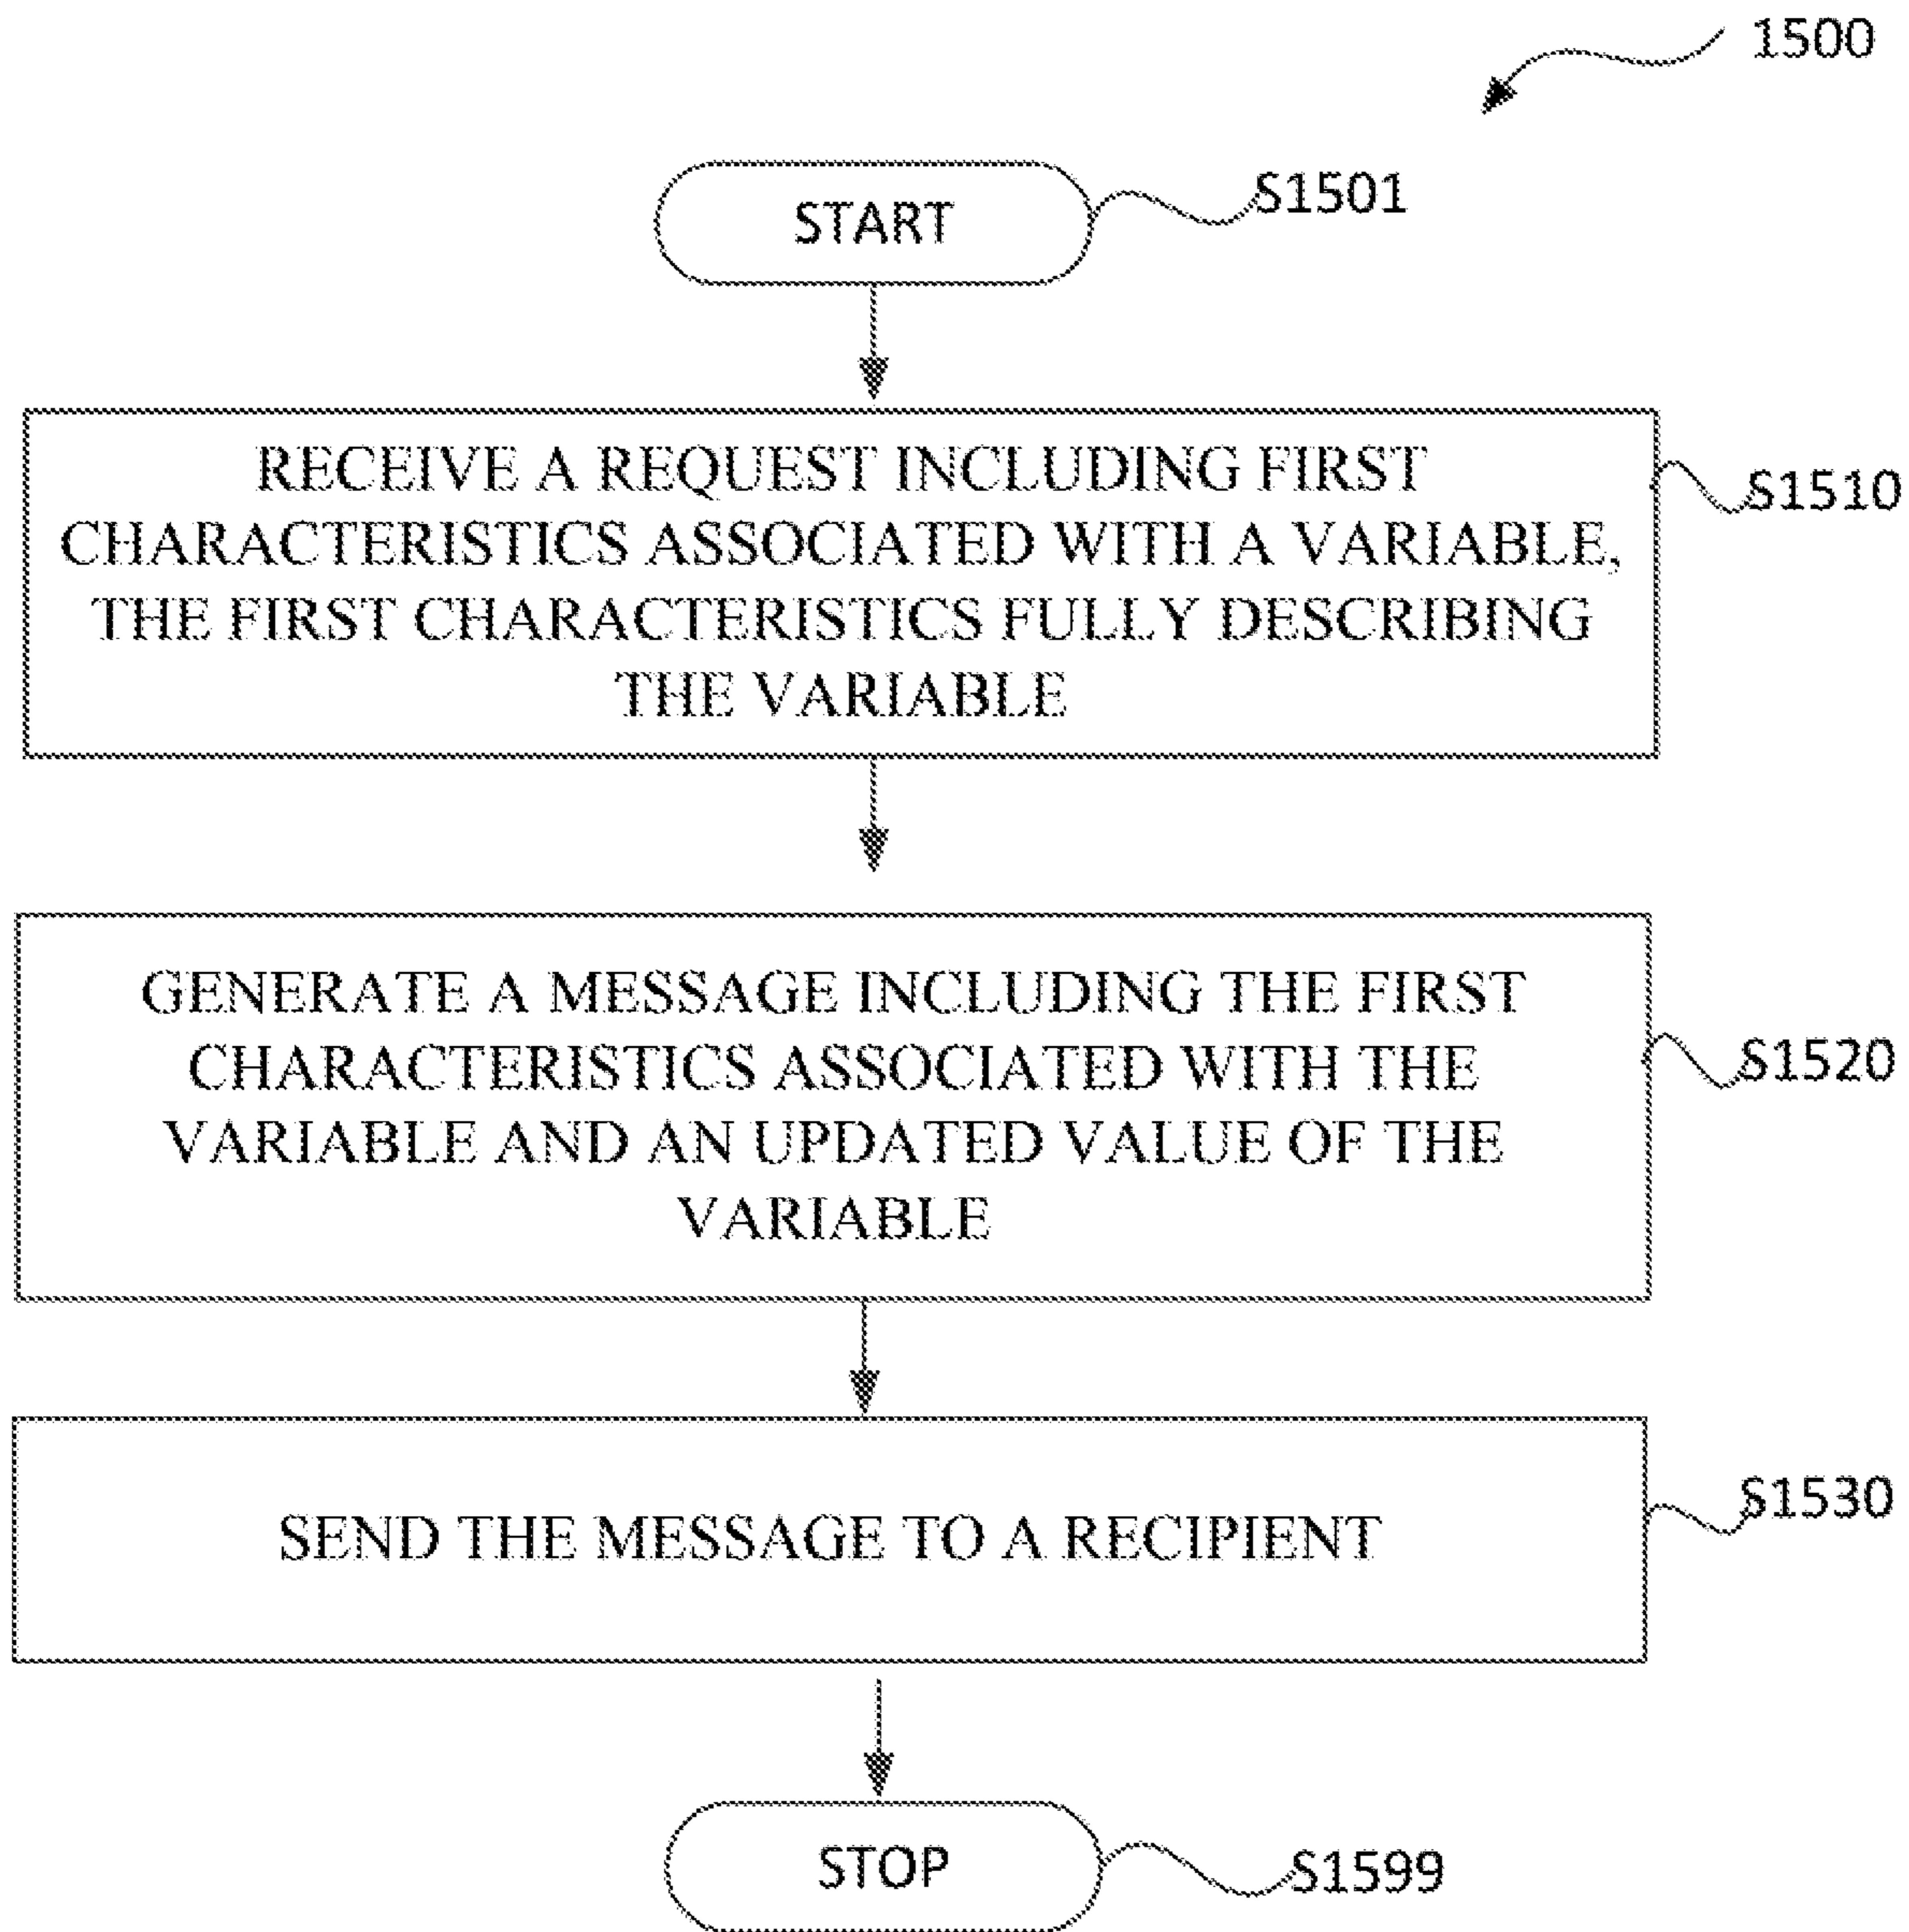 1500
START
S1501
RECEIVE A REQUEST INCLUDING FIRST
CHARACTERISTICS ASSOCIATED WITH A VARIABLE,
THE FIRST CHARACTERISTICS FULLY DESCRIBING
THE VARIABLE
S1510
GENERATE A MESSAGE INCLUDING THE FIRST
CHARACTERISTICS ASSOCIATED WITH THE
VARIABLE AND AN UPDATED VALUE OF THE
VARIABLE
S1520
SEND THE MESSAGE TO A RECIPIENT
S1530
STOP
S1599